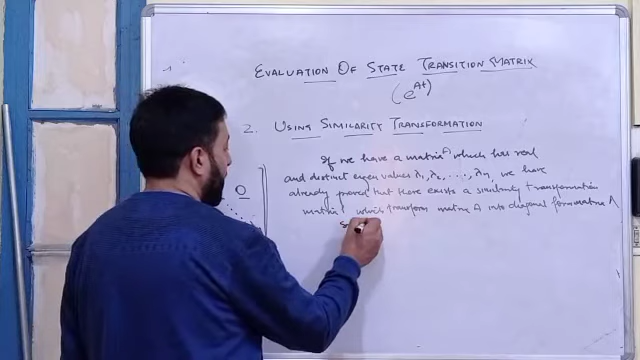 EVALUATION OF STATE TRANSITION MATRIX
(e^At)
2. USING SIMILARITY TRANSFORMATION
If we have a matrix which has real
and distinct eigen values λ1, λ2, ..., λn, we have
already proved that there exists a similarity transformation
matrix which transform matrix A into diagonal form matrix Λ
0